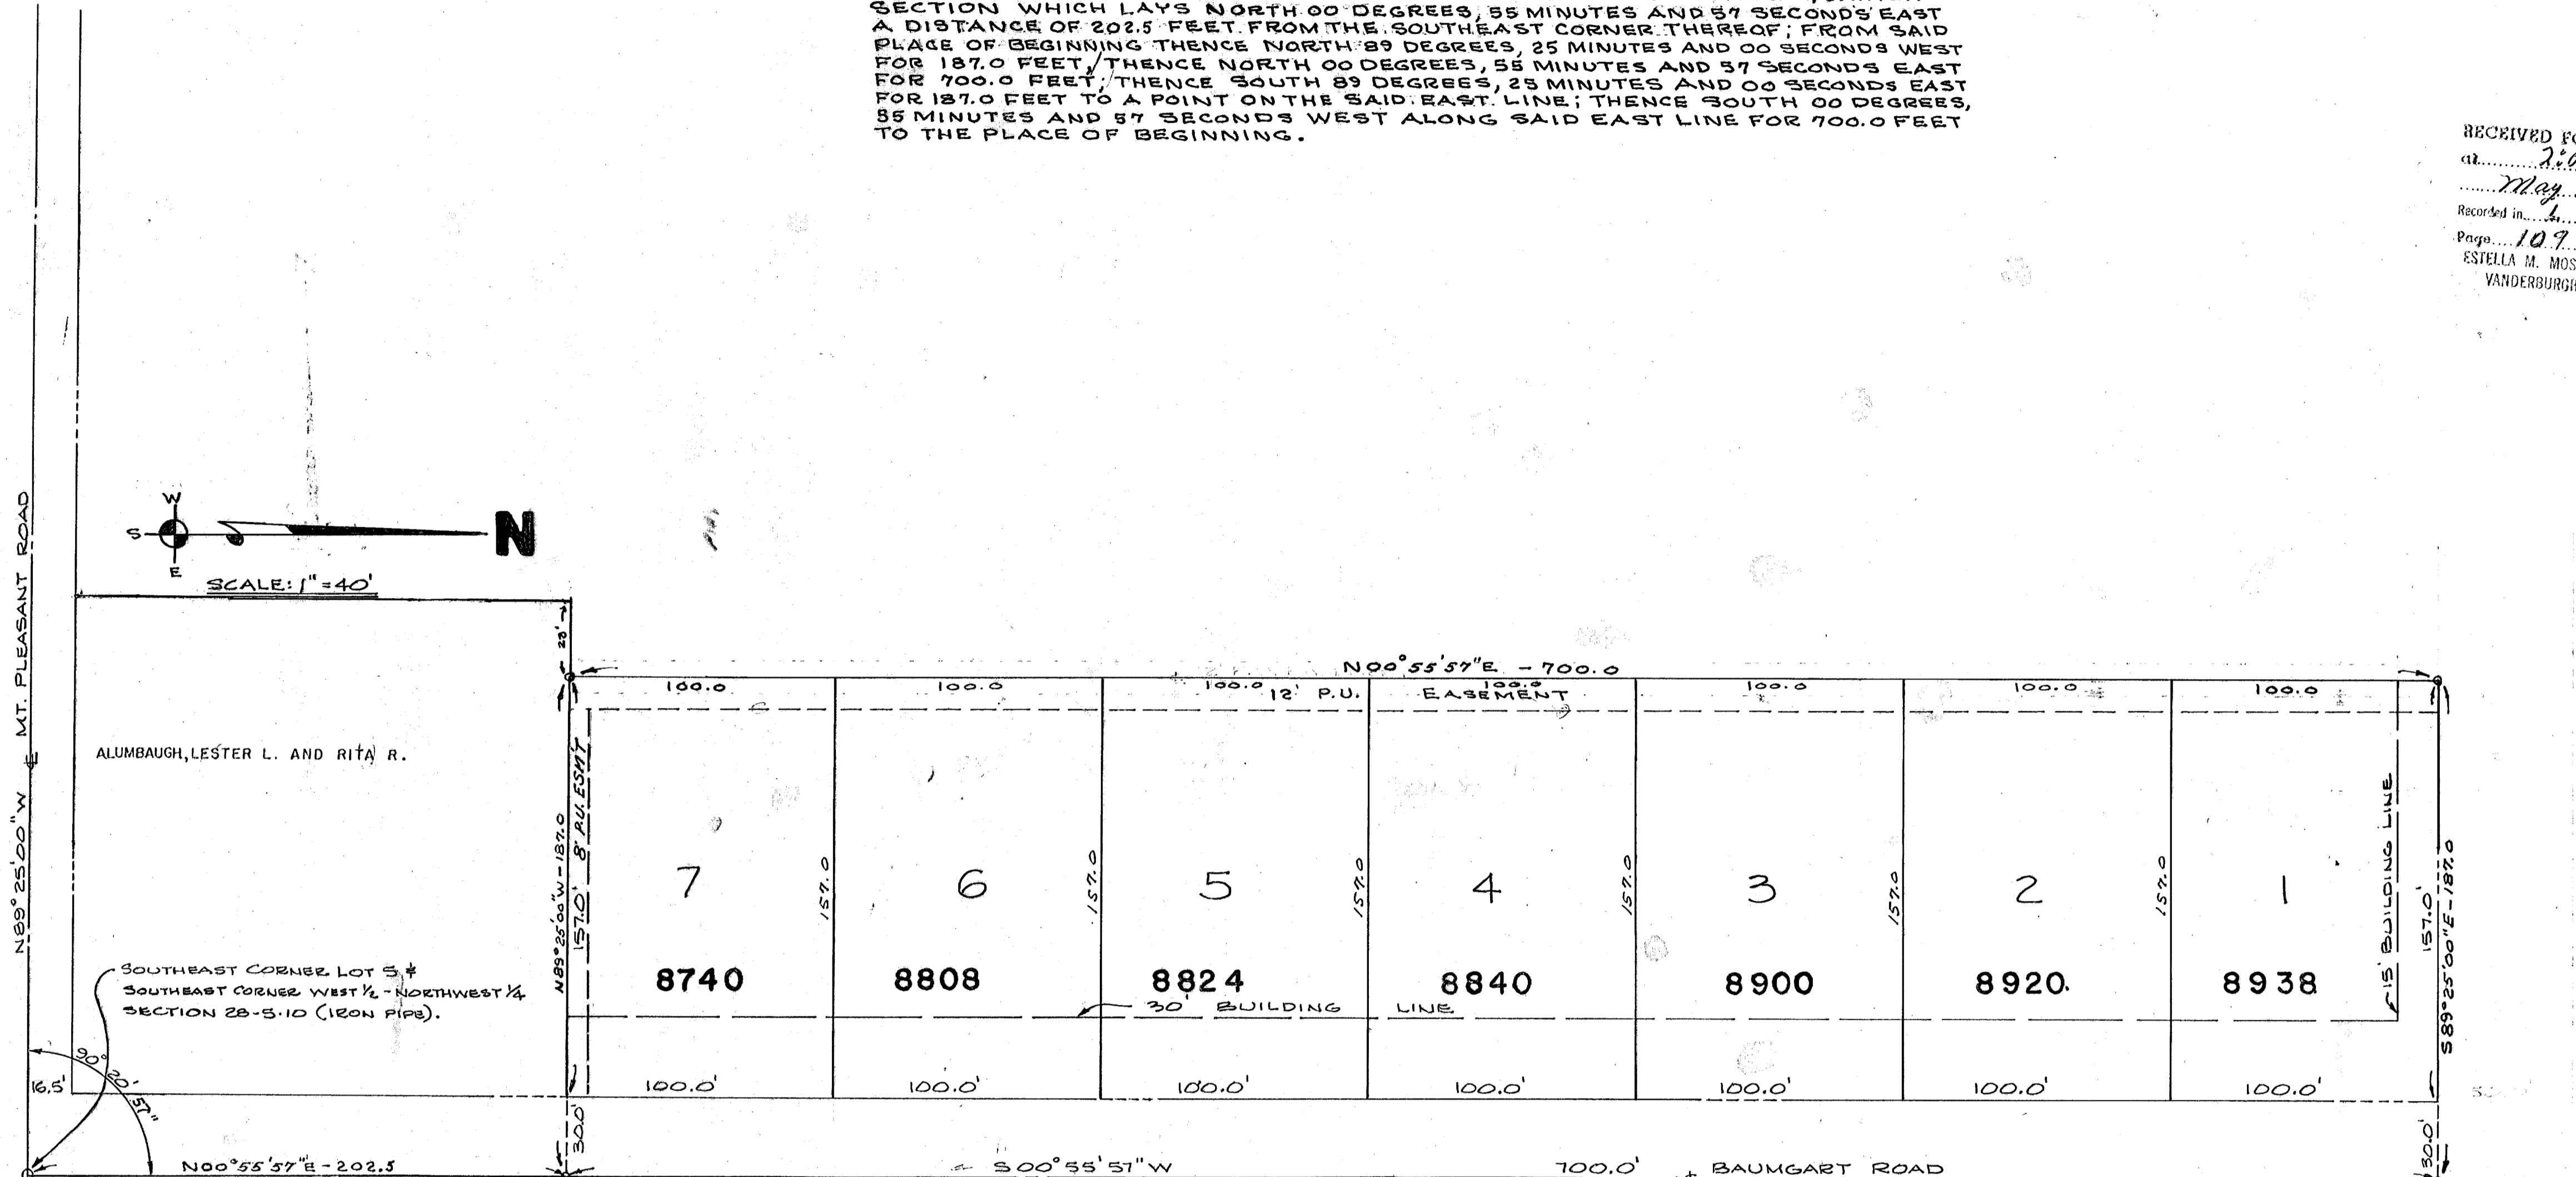 SECTION WHICH LAYS NORTH 00 DEGREES, 55 MINUTES AND 57 SECONDS EAST
A DISTANCE OF 202.5 FEET FROM THE SOUTHEAST CORNER THEREOF; FROM SAID
PLACE OF BEGINNING THENCE NORTH 89 DEGREES, 25 MINUTES AND 00 SECONDS WEST
FOR 187.0 FEET; THENCE NORTH 00 DEGREES, 55 MINUTES AND 57 SECONDS EAST
FOR 700.0 FEET; THENCE SOUTH 89 DEGREES, 25 MINUTES AND 00 SECONDS EAST
FOR 187.0 FEET TO A POINT ON THE SAID EAST LINE; THENCE SOUTH 00 DEGREES,
55 MINUTES AND 57 SECONDS WEST ALONG SAID EAST LINE FOR 700.0 FEET
TO THE PLACE OF BEGINNING.
RECEIVED FO
at 2:0
May
Recorded in L
Page 109
ESTELLA M. MOS
VANDERBURGH
N89°25'00"W ℄ MT. PLEASANT ROAD
W
S
E
N
SCALE: 1"=40'
ALUMBAUGH, LESTER L. AND RITA R.
SOUTHEAST CORNER LOT 5 &
SOUTHEAST CORNER WEST 1/2 - NORTHWEST 1/4
SECTION 28-5-10 (IRON PIPE).
16.5'
90° 20' 57"
N00°55'57"E-202.5
N89°25'00"W-187.0
157.0' 8' P.U. ESM'T
30.0'
N00°55'57"E - 700.0
100.0 100.0 100.0 100.0 100.0 100.0 100.0
12' P.U. EASEMENT
157.0 157.0 157.0 157.0 157.0 157.0
7 6 5 4 3 2 1
8740 8808 8824 8840 8900 8920 8938
30' BUILDING LINE
15' BUILDING LINE
157.0'
S89°25'00"E-187.0
100.0' 100.0' 100.0' 100.0' 100.0' 100.0' 100.0'
30.0'
S00°55'57"W 700.0' ℄ BAUMGART ROAD